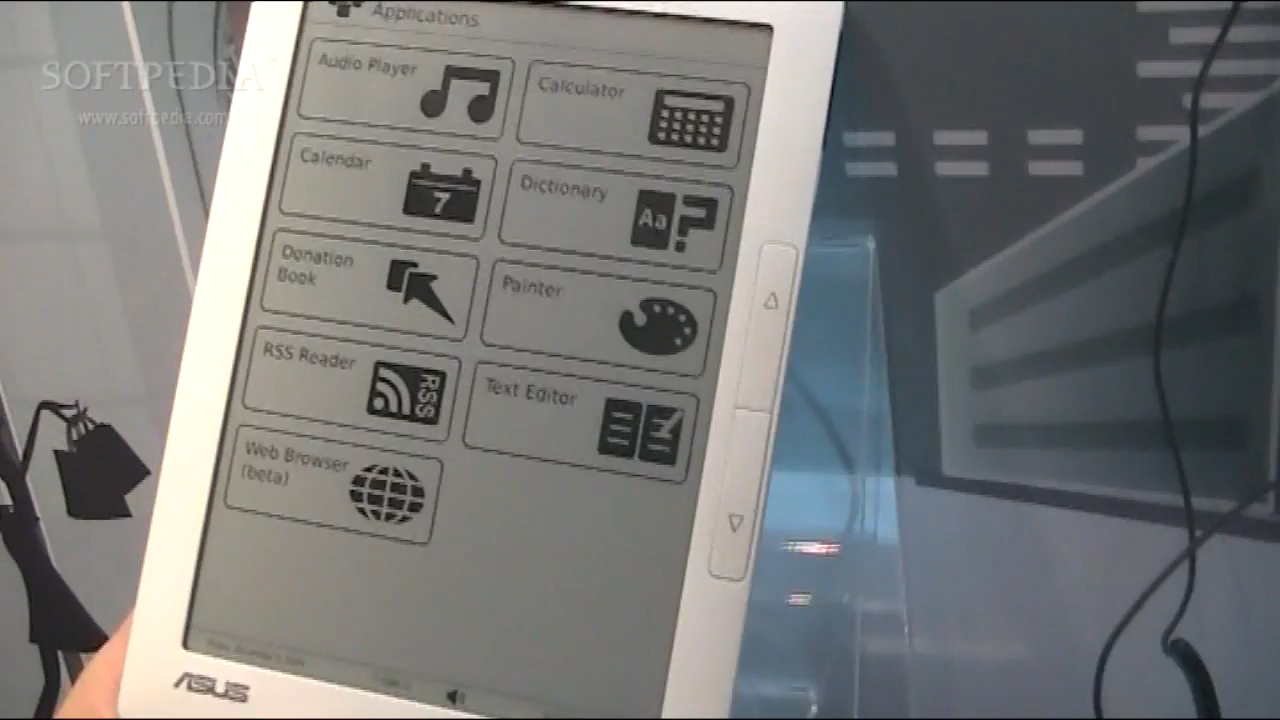 Applications
SOFTPEDIA
www.softpedia.com
Audio Player
Calculator
Calendar
7
Dictionary
Aa?
Donation
Book
Painter
RSS Reader
RSS
Text Editor
Web Browser
(beta)
ASUS